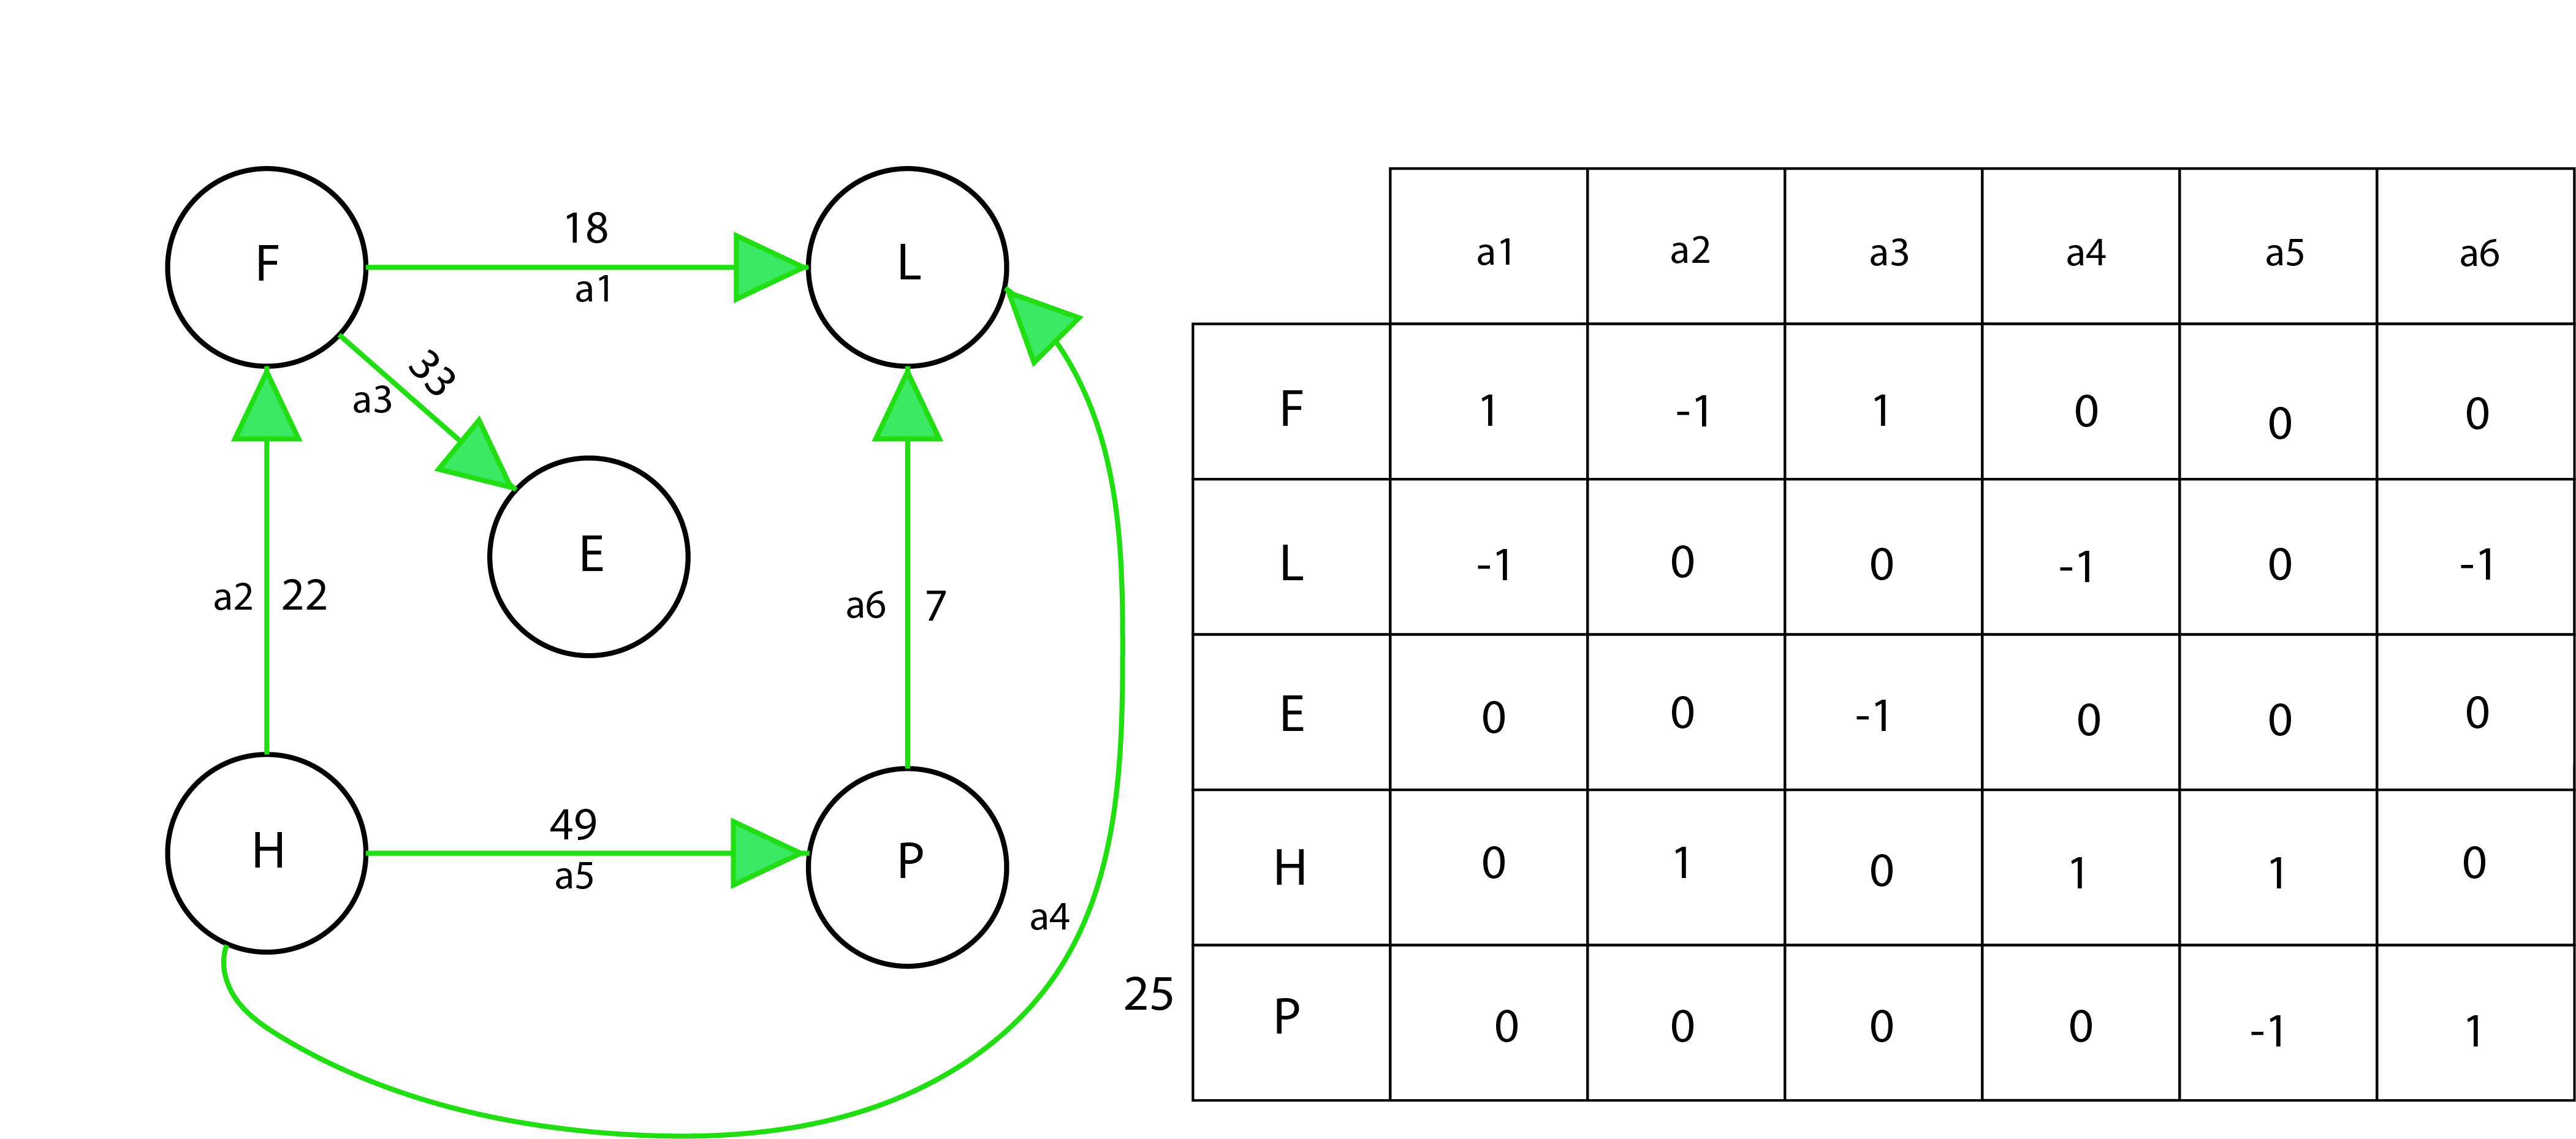 F
18
a1
L
33
a3
E
a2 22
a6 7
H
49
a5
P
a4
25
a1 a2 a3 a4 a5 a6
F 1 -1 1 0 0 0
L -1 0 0 -1 0 -1
E 0 0 -1 0 0 0
H 0 1 0 1 1 0
P 0 0 0 0 -1 1